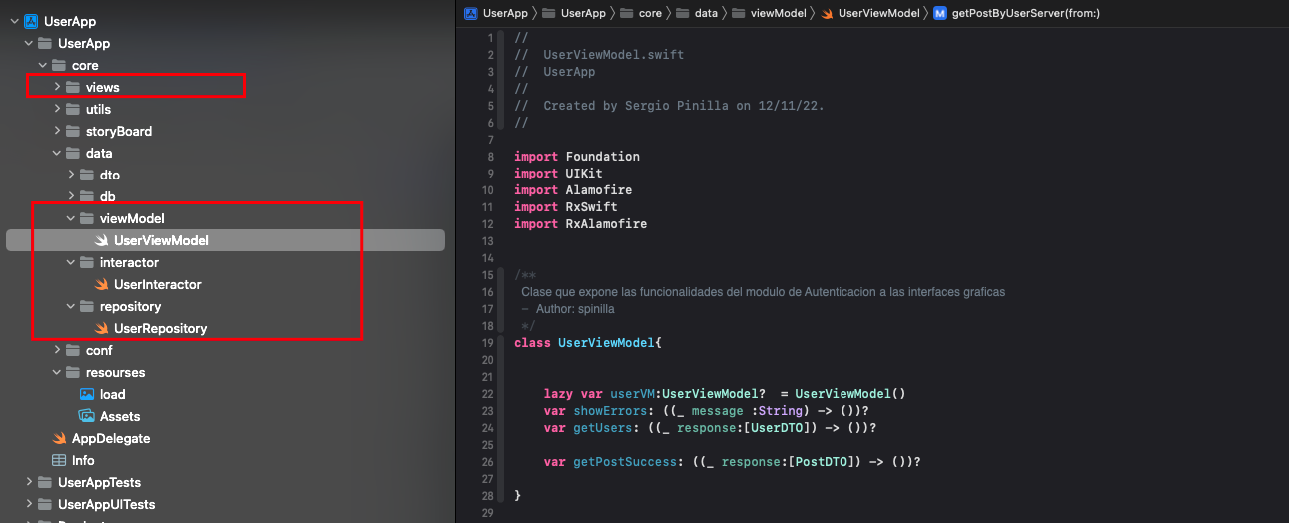 UserApp
UserApp
core
views
utils
storyBoard
data
dto
db
viewModel
UserViewModel
interactor
UserInteractor
repository
UserRepository
conf
resourses
load
Assets
AppDelegate
Info
UserAppTests
UserAppUITests
UserApp 〉 UserApp 〉 core 〉 data 〉 viewModel 〉 UserViewModel 〉 M getPostByUserServer(from:)
1 //
2 //  UserViewModel.swift
3 //  UserApp
4 //
5 //  Created by Sergio Pinilla on 12/11/22.
6 //
7
8 import Foundation
9 import UIKit
10 import Alamofire
11 import RxSwift
12 import RxAlamofire
13
14
15 /**
16  Clase que expone las funcionalidades del modulo de Autenticacion a las interfaces graficas
17  – Author: spinilla
18  */
19 class UserViewModel{
20
21
22     lazy var userVM:UserViewModel?  = UserViewModel()
23     var showErrors: ((_ message :String) -> ())?
24     var getUsers: ((_ response:[UserDTO]) -> ())?
25
26     var getPostSuccess: ((_ response:[PostDTO]) -> ())?
27
28 }
29